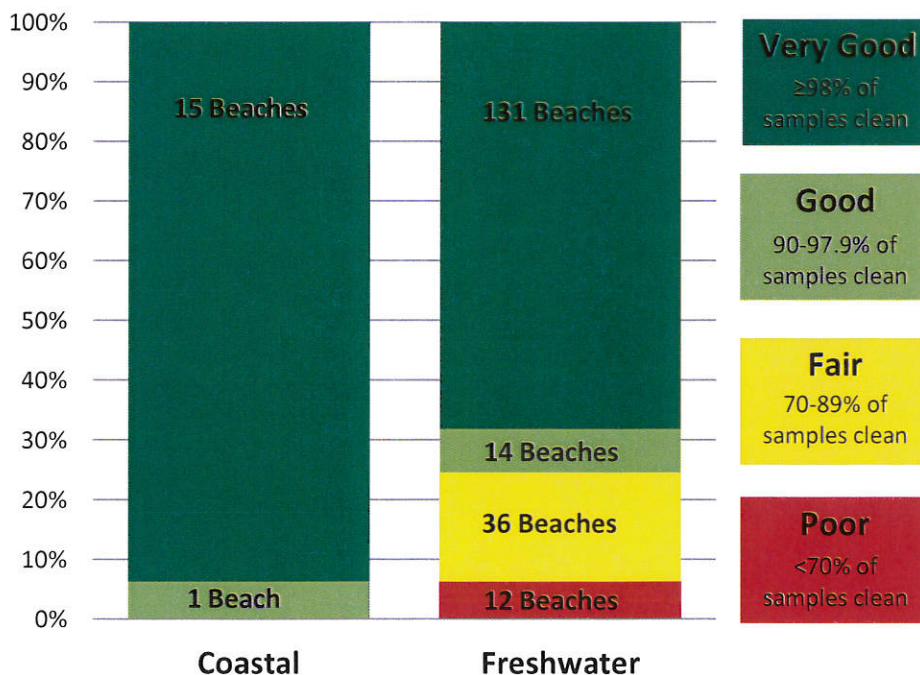 100%
90%
80%
70%
60%
50%
40%
30%
20%
10%
0%
15 Beaches
1 Beach
131 Beaches
14 Beaches
36 Beaches
12 Beaches
Coastal
Freshwater
Very Good
≥98% of
samples clean
Good
90-97.9% of
samples clean
Fair
70-89% of
samples clean
Poor
<70% of
samples clean